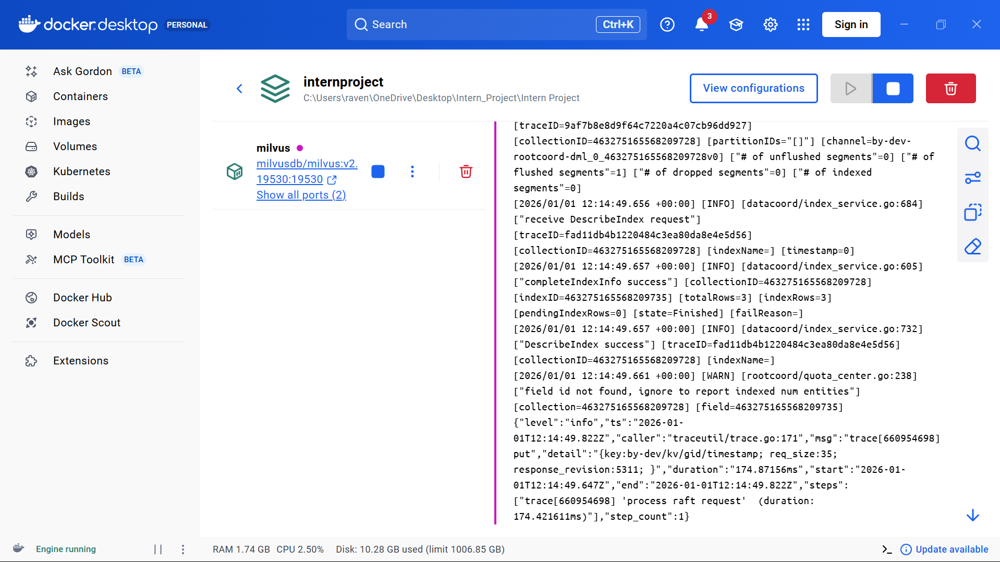 docker.desktop PERSONAL
Search
Ctrl+K
3
Sign in
Ask Gordon BETA
Containers
Images
Volumes
Kubernetes
Builds
Models
MCP Toolkit BETA
Docker Hub
Docker Scout
Extensions
internproject
C:\Users\raven\OneDrive\Desktop\Intern_Project\Intern Project
View configurations
milvus
milvusdb/milvus:v2.
19530:19530
Show all ports (2)
[traceID=9af7b8e8d9f64c7220a4c07cb96dd927]
[collectionID=463275165568209728] [partitionIDs="[]"] [channel=by-dev-
rootcoord-dml_0_463275165568209728v0] ["# of unflushed segments"=0] ["# of
flushed segments"=1] ["# of dropped segments"=0] ["# of indexed
segments"=0]
[2026/01/01 12:14:49.656 +00:00] [INFO] [datacoord/index_service.go:684]
["receive DescribeIndex request"]
[traceID=fad11db4b1220484c3ea80da8e4e5d56]
[collectionID=463275165568209728] [indexName=] [timestamp=0]
[2026/01/01 12:14:49.657 +00:00] [INFO] [datacoord/index_service.go:605]
["completeIndexInfo success"] [collectionID=463275165568209728]
[indexID=463275165568209735] [totalRows=3] [indexRows=3]
[pendingIndexRows=0] [state=Finished] [failReason=]
[2026/01/01 12:14:49.657 +00:00] [INFO] [datacoord/index_service.go:732]
["DescribeIndex success"] [traceID=fad11db4b1220484c3ea80da8e4e5d56]
[collectionID=463275165568209728] [indexName=]
[2026/01/01 12:14:49.661 +00:00] [WARN] [rootcoord/quota_center.go:238]
["field id not found, ignore to report indexed num entities"]
[collection=463275165568209728] [field=463275165568209735]
{"level":"info","ts":"2026-01-
01T12:14:49.822Z","caller":"traceutil/trace.go:171","msg":"trace[660954698]
put","detail":"{key:by-dev/kv/gid/timestamp; req_size:35;
response_revision:5311; }","duration":"174.87156ms","start":"2026-01-
01T12:14:49.647Z","end":"2026-01-01T12:14:49.822Z","steps":
["trace[660954698] 'process raft request'  (duration:
174.421611ms)"],"step_count":1}
Engine running
RAM 1.74 GB CPU 2.50% Disk: 10.28 GB used (limit 1006.85 GB)
Update available